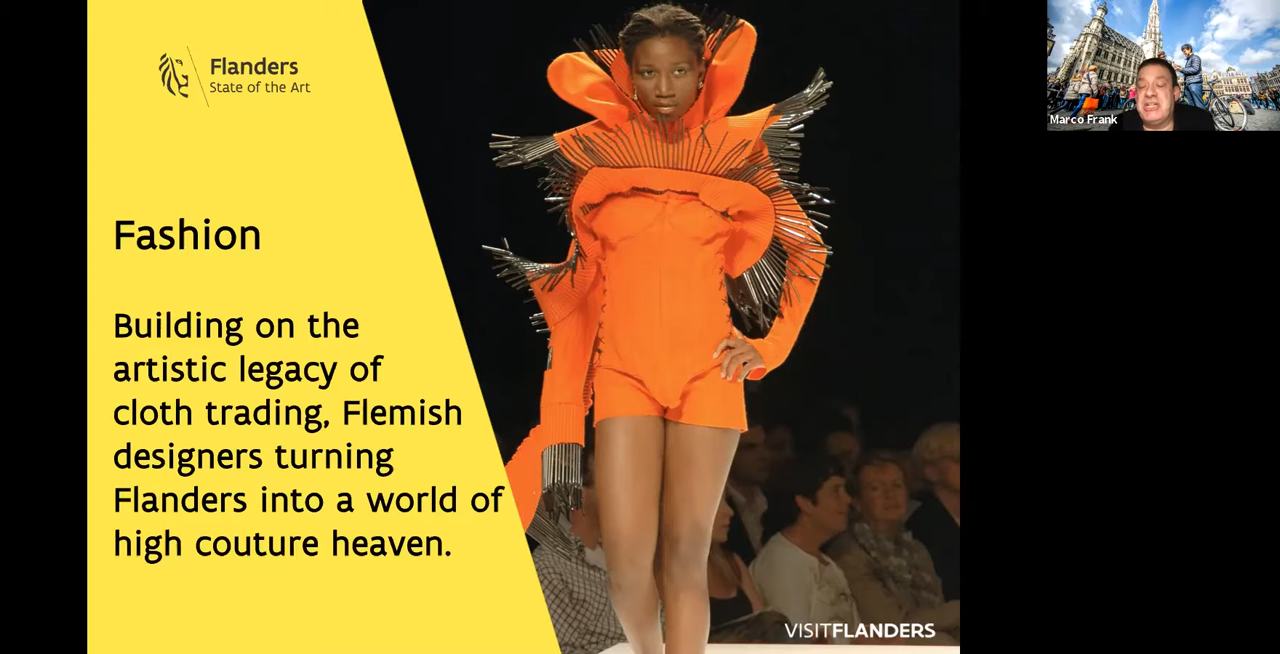 Flanders
State of the Art
Fashion
Building on the
artistic legacy of
cloth trading, Flemish
designers turning
Flanders into a world of
high couture heaven.
VISITFLANDERS
Marco Frank